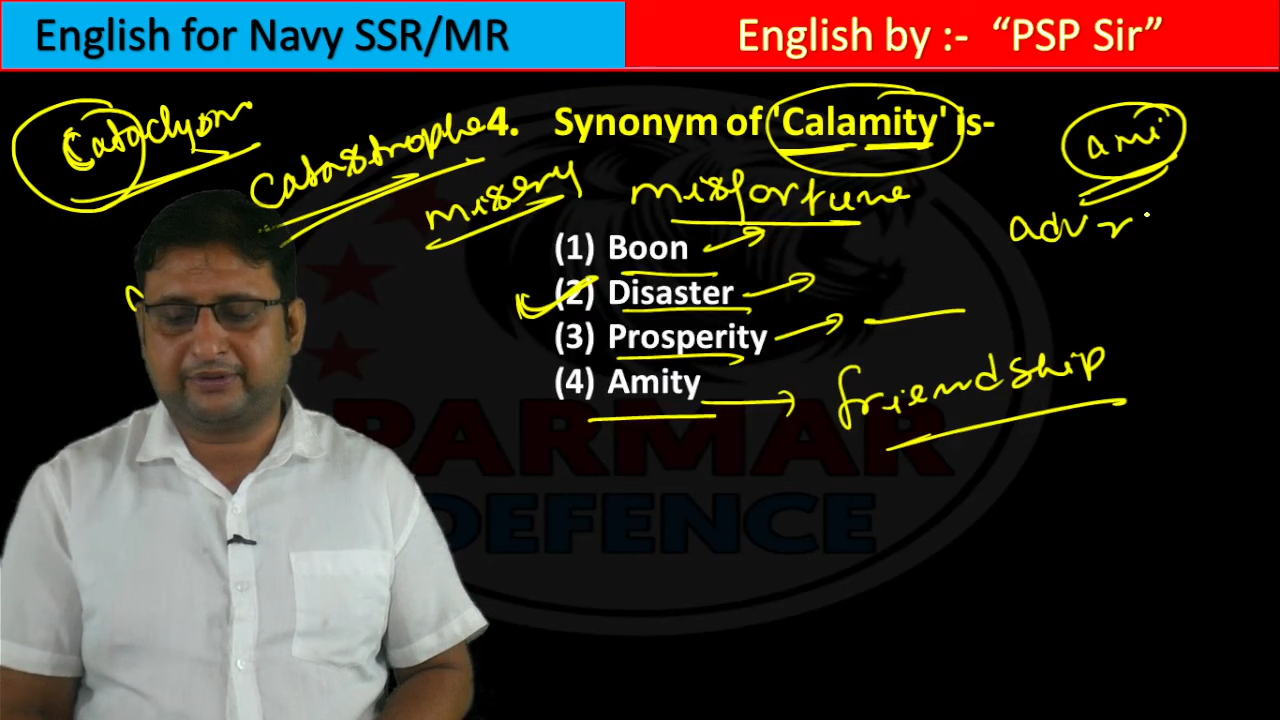 English for Navy SSR/MR
English by :- “PSP Sir”
Cataclysm
Catastrophe
4. Synonym of 'Calamity' is-
ami
misery
misfortune
adv
(1) Boon
(2) Disaster
(3) Prosperity
(4) Amity
friendship
PARMAR
DEFENCE